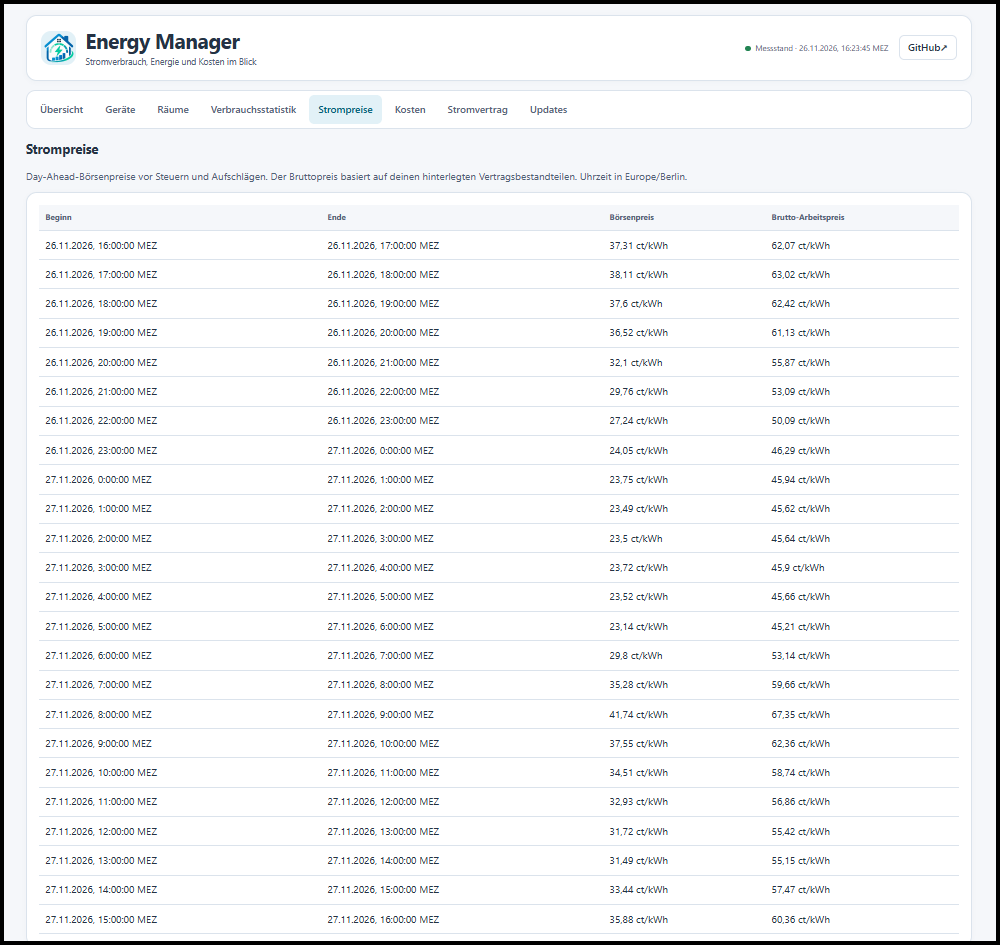 Energy Manager
Stromverbrauch, Energie und Kosten im Blick
Messstand · 26.11.2026, 16:23:45 MEZ
GitHub↗
Übersicht Geräte Räume Verbrauchsstatistik Strompreise Kosten Stromvertrag Updates
Strompreise
Day-Ahead-Börsenpreise vor Steuern und Aufschlägen. Der Bruttopreis basiert auf deinen hinterlegten Vertragsbestandteilen. Uhrzeit in Europe/Berlin.
Beginn Ende Börsenpreis Brutto-Arbeitspreis
26.11.2026, 16:00:00 MEZ 26.11.2026, 17:00:00 MEZ 37,31 ct/kWh 62,07 ct/kWh
26.11.2026, 17:00:00 MEZ 26.11.2026, 18:00:00 MEZ 38,11 ct/kWh 63,02 ct/kWh
26.11.2026, 18:00:00 MEZ 26.11.2026, 19:00:00 MEZ 37,6 ct/kWh 62,42 ct/kWh
26.11.2026, 19:00:00 MEZ 26.11.2026, 20:00:00 MEZ 36,52 ct/kWh 61,13 ct/kWh
26.11.2026, 20:00:00 MEZ 26.11.2026, 21:00:00 MEZ 32,1 ct/kWh 55,87 ct/kWh
26.11.2026, 21:00:00 MEZ 26.11.2026, 22:00:00 MEZ 29,76 ct/kWh 53,09 ct/kWh
26.11.2026, 22:00:00 MEZ 26.11.2026, 23:00:00 MEZ 27,24 ct/kWh 50,09 ct/kWh
26.11.2026, 23:00:00 MEZ 27.11.2026, 0:00:00 MEZ 24,05 ct/kWh 46,29 ct/kWh
27.11.2026, 0:00:00 MEZ 27.11.2026, 1:00:00 MEZ 23,75 ct/kWh 45,94 ct/kWh
27.11.2026, 1:00:00 MEZ 27.11.2026, 2:00:00 MEZ 23,49 ct/kWh 45,62 ct/kWh
27.11.2026, 2:00:00 MEZ 27.11.2026, 3:00:00 MEZ 23,5 ct/kWh 45,64 ct/kWh
27.11.2026, 3:00:00 MEZ 27.11.2026, 4:00:00 MEZ 23,72 ct/kWh 45,9 ct/kWh
27.11.2026, 4:00:00 MEZ 27.11.2026, 5:00:00 MEZ 23,52 ct/kWh 45,66 ct/kWh
27.11.2026, 5:00:00 MEZ 27.11.2026, 6:00:00 MEZ 23,14 ct/kWh 45,21 ct/kWh
27.11.2026, 6:00:00 MEZ 27.11.2026, 7:00:00 MEZ 29,8 ct/kWh 53,14 ct/kWh
27.11.2026, 7:00:00 MEZ 27.11.2026, 8:00:00 MEZ 35,28 ct/kWh 59,66 ct/kWh
27.11.2026, 8:00:00 MEZ 27.11.2026, 9:00:00 MEZ 41,74 ct/kWh 67,35 ct/kWh
27.11.2026, 9:00:00 MEZ 27.11.2026, 10:00:00 MEZ 37,55 ct/kWh 62,36 ct/kWh
27.11.2026, 10:00:00 MEZ 27.11.2026, 11:00:00 MEZ 34,51 ct/kWh 58,74 ct/kWh
27.11.2026, 11:00:00 MEZ 27.11.2026, 12:00:00 MEZ 32,93 ct/kWh 56,86 ct/kWh
27.11.2026, 12:00:00 MEZ 27.11.2026, 13:00:00 MEZ 31,72 ct/kWh 55,42 ct/kWh
27.11.2026, 13:00:00 MEZ 27.11.2026, 14:00:00 MEZ 31,49 ct/kWh 55,15 ct/kWh
27.11.2026, 14:00:00 MEZ 27.11.2026, 15:00:00 MEZ 33,44 ct/kWh 57,47 ct/kWh
27.11.2026, 15:00:00 MEZ 27.11.2026, 16:00:00 MEZ 35,88 ct/kWh 60,36 ct/kWh